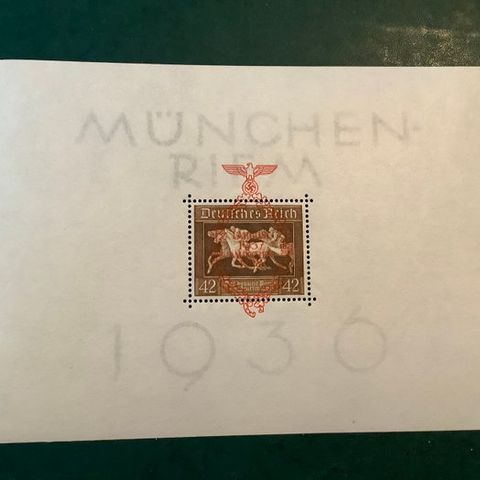 MÜNCHEN-
RIEM
Deutsches Reich
42 42
1936